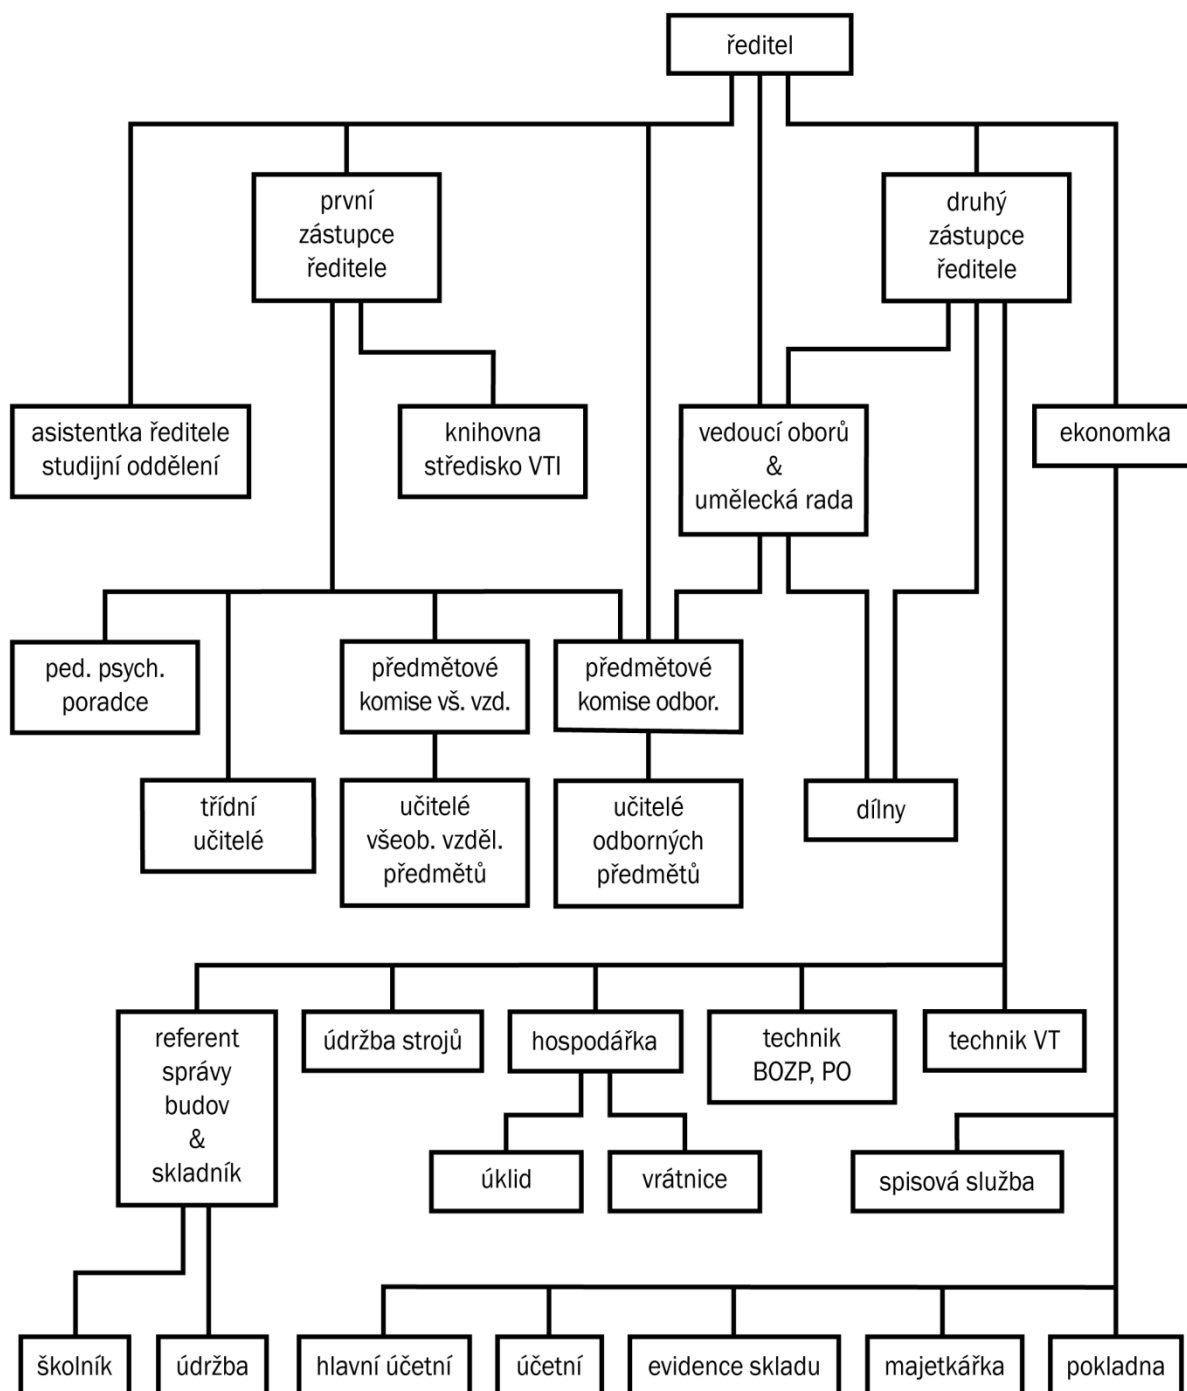 ředitel
první
zástupce
ředitele
druhý
zástupce
ředitele
asistentka ředitele
studijní oddělení
knihovna
středisko VTI
vedoucí oborů
&
umělecká rada
ekonomka
ped. psych.
poradce
předmětové
komise vš. vzd.
předmětové
komise odbor.
třídní
učitelé
učitelé
všeob. vzděl.
předmětů
učitelé
odborných
předmětů
dílny
referent
správy
budov
&
skladník
údržba strojů
hospodářka
technik
BOZP, PO
technik VT
úklid
vrátnice
spisová služba
školník
údržba
hlavní účetní
účetní
evidence skladu
majetkářka
pokladna